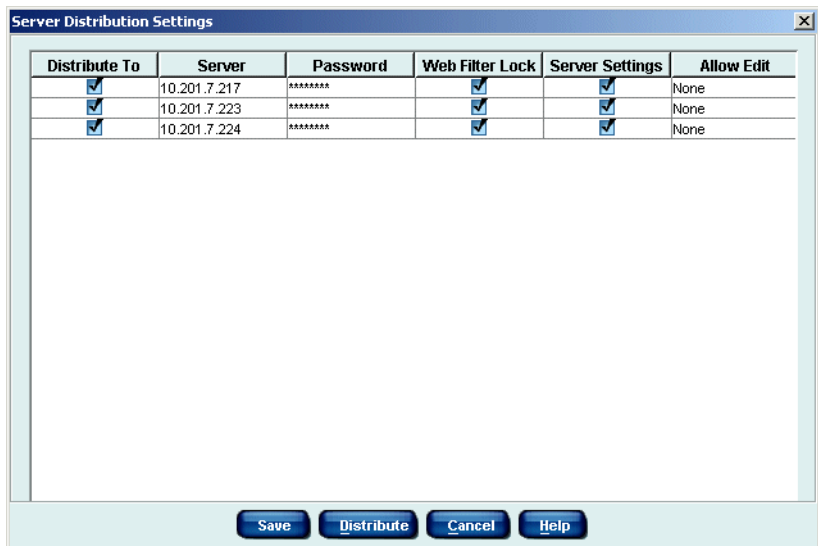 Server Distribution Settings
Distribute To Server Password Web Filter Lock Server Settings Allow Edit
10.201.7.217 ******** None
10.201.7.223 ******** None
10.201.7.224 ******** None
Save Distribute Cancel Help